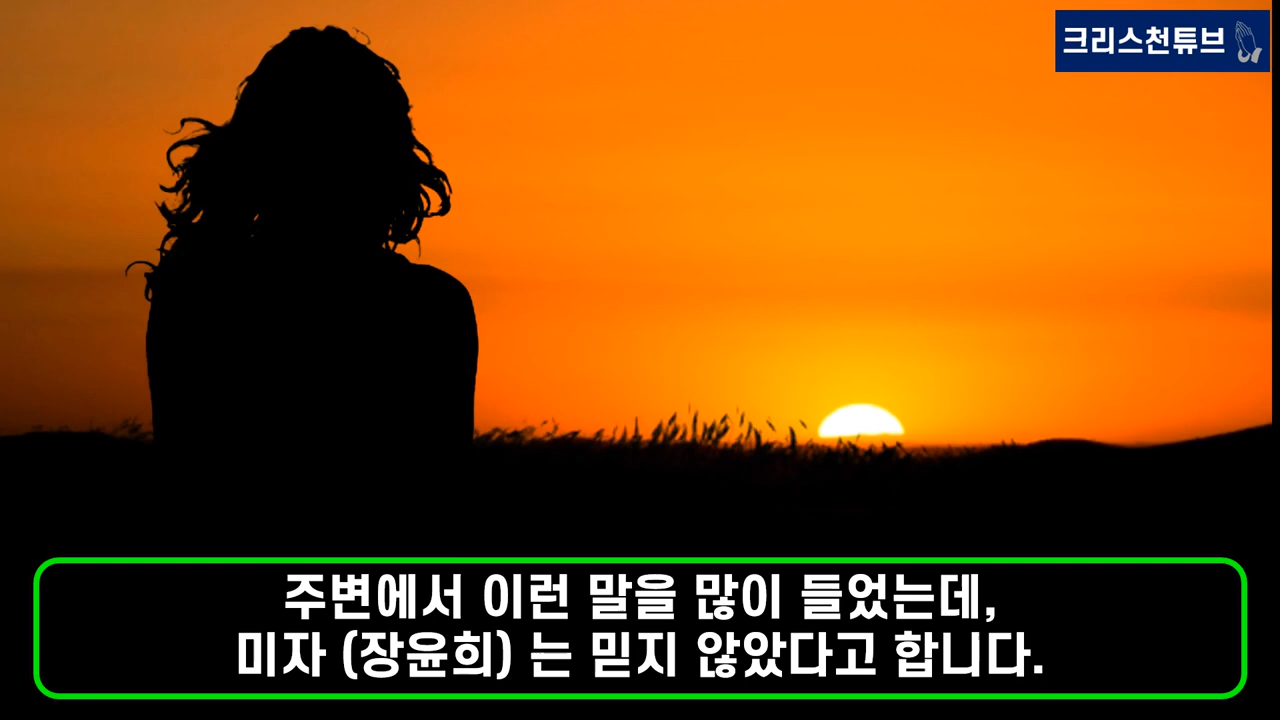 크리스천튜브
주변에서 이런 말을 많이 들었는데,
미자 (장윤희) 는 믿지 않았다고 합니다.